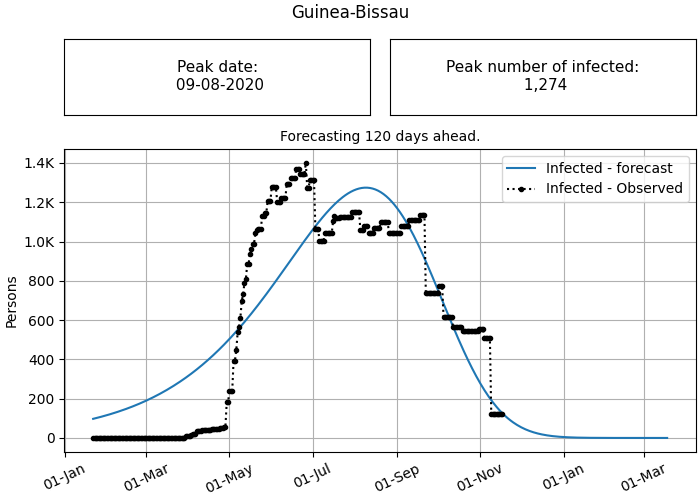 Guinea-Bissau
Peak date:
09-08-2020
Peak number of infected:
1,274
Forecasting 120 days ahead.
Infected - forecast
Infected - Observed
1.4K
1.2K
1.0K
800
600
400
200
0
Persons
01-Jan
01-Mar
01-May
01-Jul
01-Sep
01-Nov
01-Jan
01-Mar